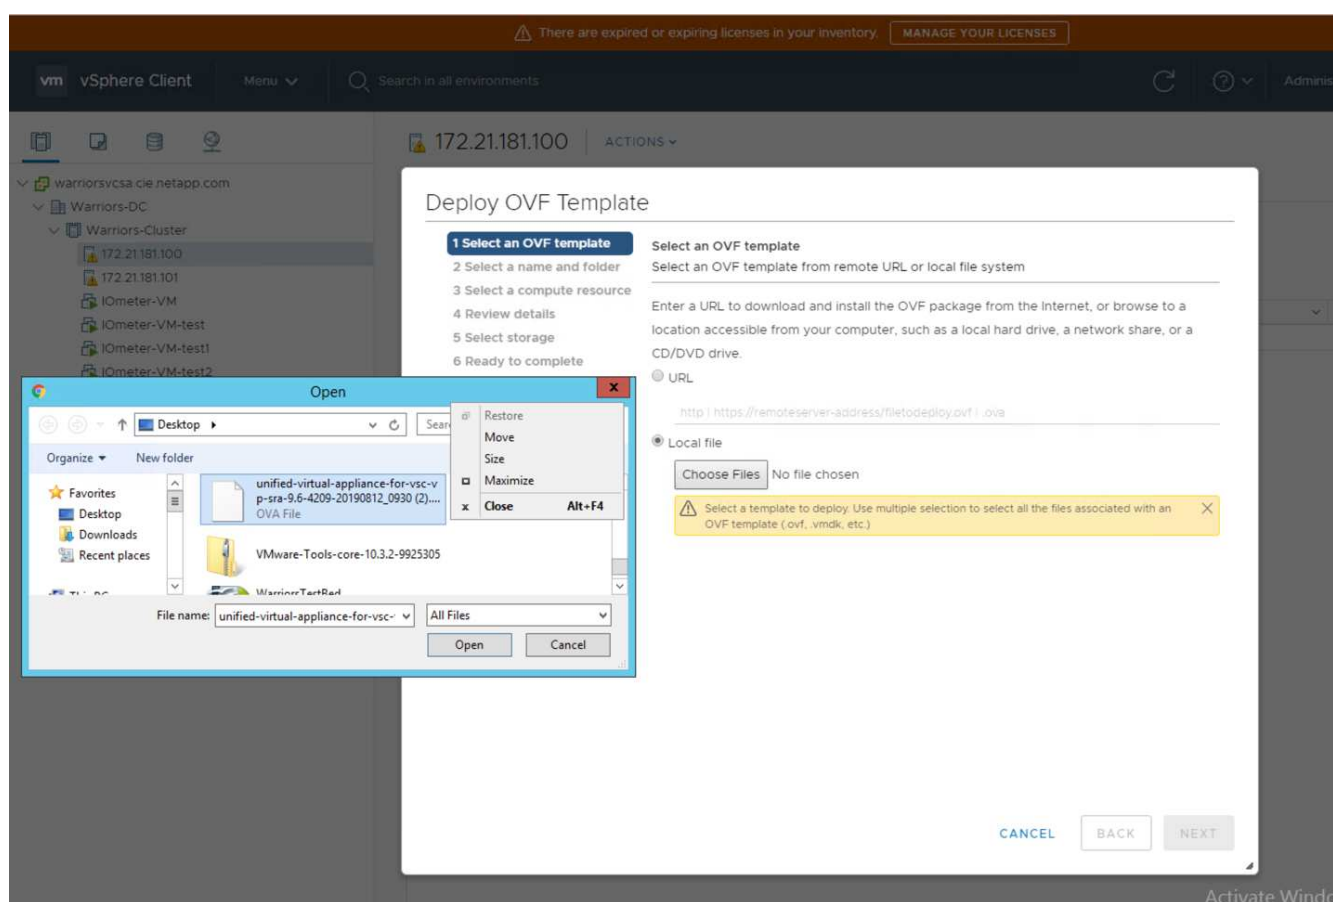 There are expired or expiring licenses in your inventory. MANAGE YOUR LICENSES
vm vSphere Client Menu Search in all environments Adminis
172.21.181.100 ACTIONS
warriorsvcsa.cie.netapp.com
Warriors-DC
Warriors-Cluster
172.21.181.100
172.21.181.101
IOmeter-VM
IOmeter-VM-test
IOmeter-VM-test1
IOmeter-VM-test2
Deploy OVF Template
1 Select an OVF template
2 Select a name and folder
3 Select a compute resource
4 Review details
5 Select storage
6 Ready to complete
Select an OVF template
Select an OVF template from remote URL or local file system
Enter a URL to download and install the OVF package from the Internet, or browse to a
location accessible from your computer, such as a local hard drive, a network share, or a
CD/DVD drive.
URL
http | https://remoteserver-address/filetodeploy.ovf | .ova
Local file
Choose Files No file chosen
Select a template to deploy. Use multiple selection to select all the files associated with an
OVF template (.ovf, .vmdk, etc.)
CANCEL BACK NEXT
Open
x
Desktop
Sear
Organize New folder
Restore
Move
Size
Maximize
x Close Alt+F4
Favorites
Desktop
Downloads
Recent places
unified-virtual-appliance-for-vsc-v
p-sra-9.6-4209-20190812_0930 (2)....
OVA File
VMware-Tools-core-10.3.2-9925305
WarriorsTestBed
File name: unified-virtual-appliance-for-vsc- All Files
Open Cancel
Activate Windo